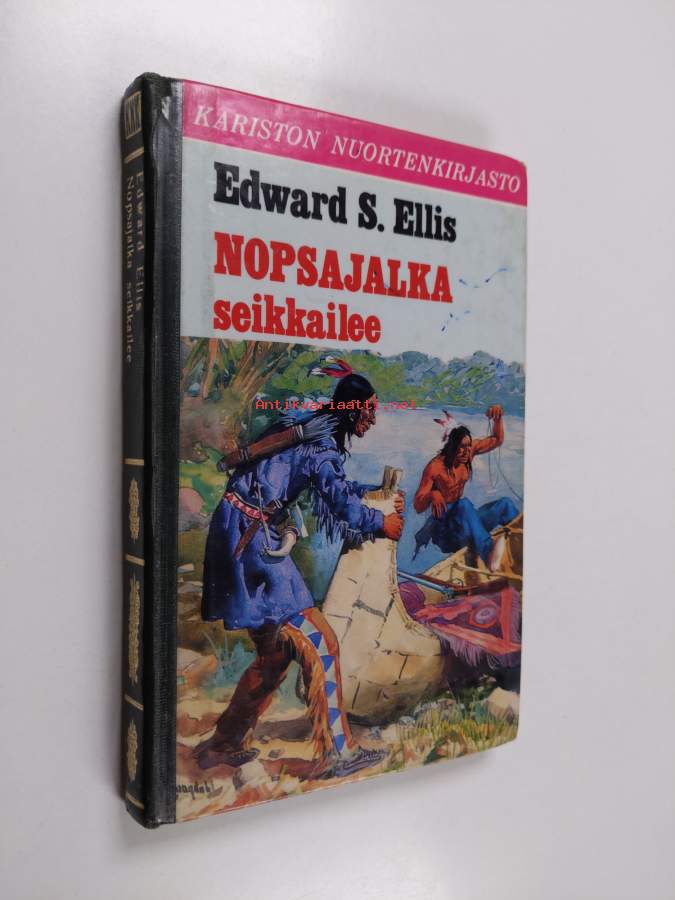 KARISTON NUORTENKIRJASTO
Edward S. Ellis
NOPSAJALKA
seikkailee
Antikvariaatti.net
Edward Ellis
Nopsajalka seikkailee